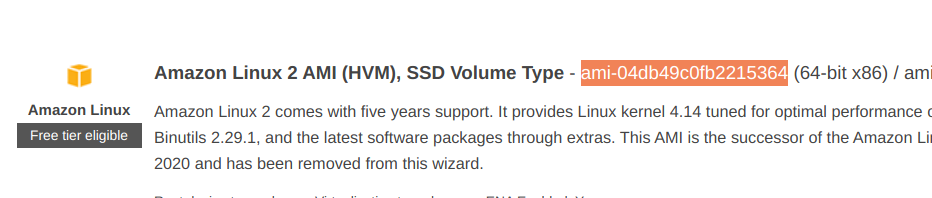 Amazon Linux 2 AMI (HVM), SSD Volume Type - ami-04db49c0fb2215364 (64-bit x86) / ami
Amazon Linux
Free tier eligible
Amazon Linux 2 comes with five years support. It provides Linux kernel 4.14 tuned for optimal performance
Binutils 2.29.1, and the latest software packages through extras. This AMI is the successor of the Amazon
2020 and has been removed from this wizard.